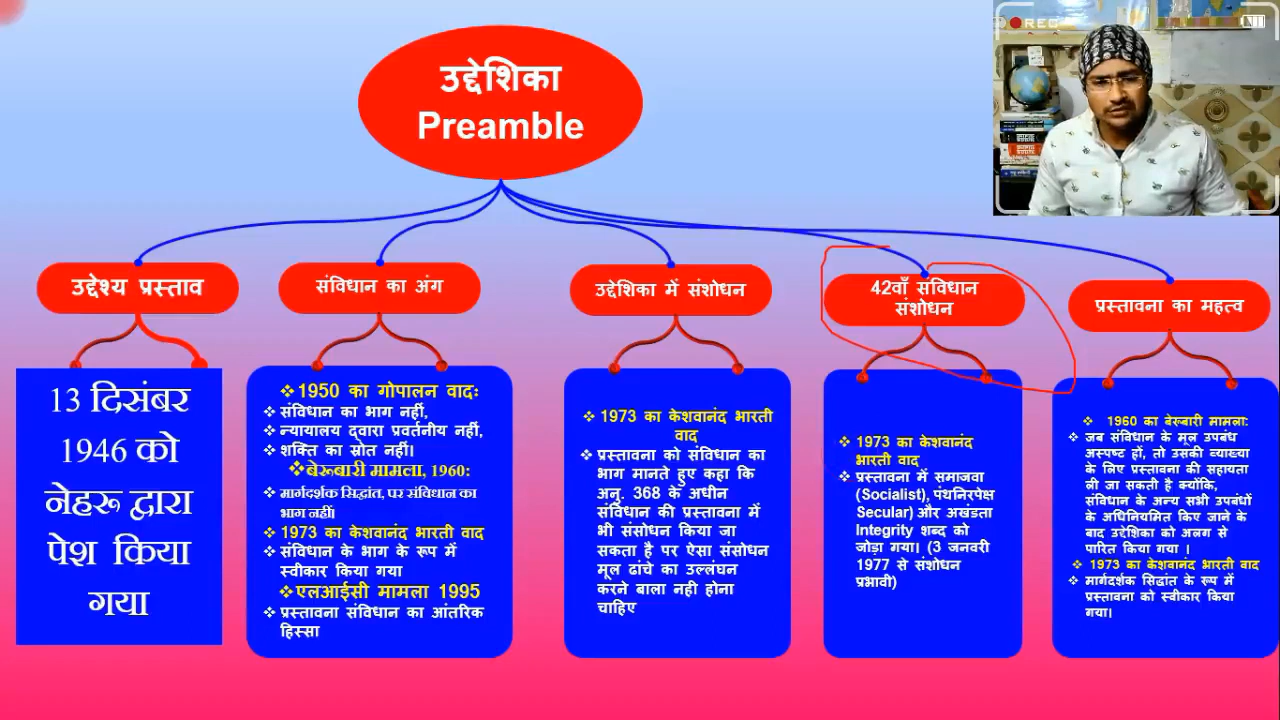 REC
उद्देशिका
Preamble
उद्देश्य प्रस्ताव
13 दिसंबर
1946 को
नेहरू द्वारा
पेश किया
गया
संविधान का अंग
❖1950 का गोपालन वादः
❖ संविधान का भाग नहीं,
❖ न्यायालय द्वारा प्रवर्तनीय नहीं,
❖ शक्ति का स्रोत नहीं।
❖बेरूबारी मामला, 1960:
❖ मार्गदर्शक सिद्धांत, पर संविधान का
भाग नहीं।
❖ 1973 का केशवानंद भारती वाद
❖ संविधान के भाग के रूप में
स्वीकार किया गया
❖एलआईसी मामला 1995
❖ प्रस्तावना संविधान का आंतरिक
हिस्सा
उद्देशिका में संशोधन
❖ 1973 का केशवानंद भारती
वाद
❖ प्रस्तावना को संविधान का
भाग मानते हुए कहा कि
अनु. 368 के अधीन
संविधान की प्रस्तावना में
भी संसोधन किया जा
सकता है पर ऐसा संसोधन
मूल ढांचे का उल्लंघन
करने बाला नही होना
चाहिए
42वाँ संविधान
संशोधन
❖ 1973 का केशवानंद
भारती वाद
❖ प्रस्तावना में समाजवा
(Socialist), पंथनिरपेक्ष
Secular) और अखंडता
Integrity शब्द को
जोड़ा गया। (3 जनवरी
1977 से संशोधन
प्रभावी)
प्रस्तावना का महत्व
❖ 1960 का बेरूबारी मामला:
❖ जब संविधान के मूल उपबंध
अस्पष्ट हों, तो उसकी व्याख्या
के लिए प्रस्तावना की सहायता
ली जा सकती है क्योंकि,
संविधान के अन्य सभी उपबंधों
के अधिनियमित किए जाने के
बाद उद्देशिका को अलग से
पारित किया गया ।
❖ 1973 का केशवानंद भारती वाद
❖ मार्गदर्शक सिद्धांत के रूप में
प्रस्तावना को स्वीकार किया
गया।